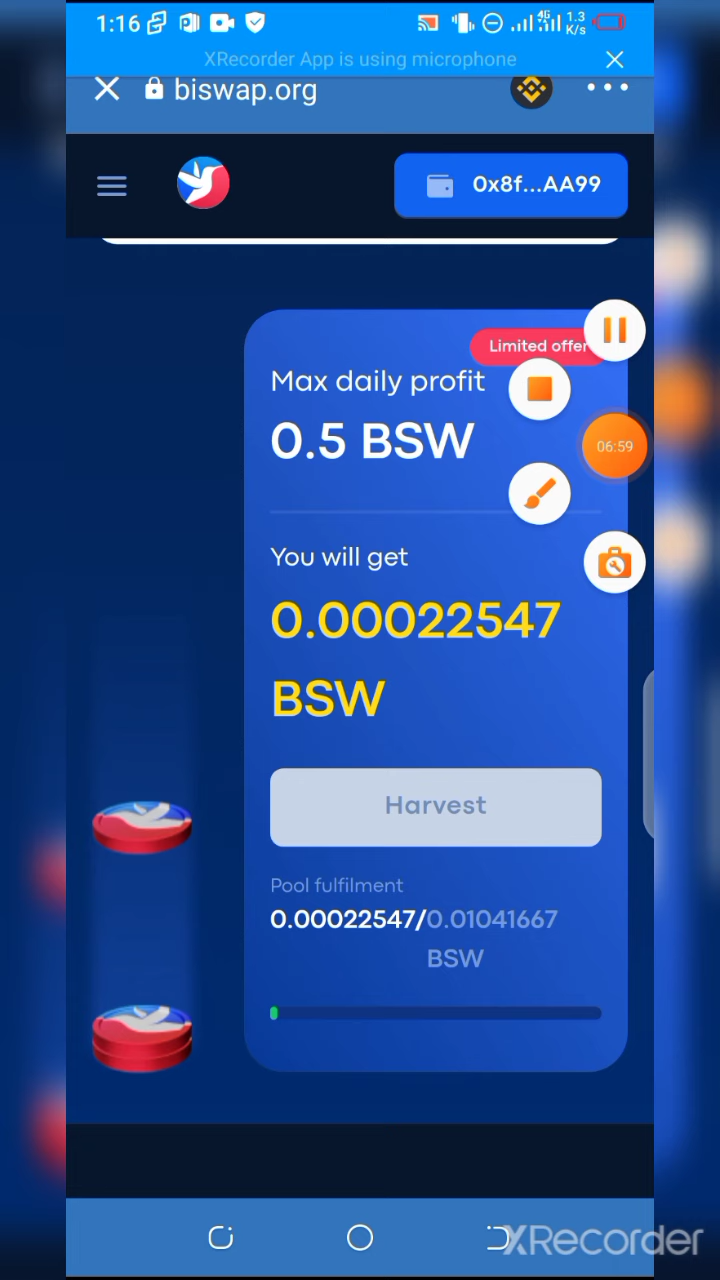 1:16
4G
1.3
K/s
XRecorder App is using microphone
biswap.org
0x8f...AA99
Limited offer
Max daily profit
0.5 BSW
06:59
You will get
0.00022547
BSW
Harvest
Pool fulfilment
0.00022547/0.01041667
BSW
XRecorder